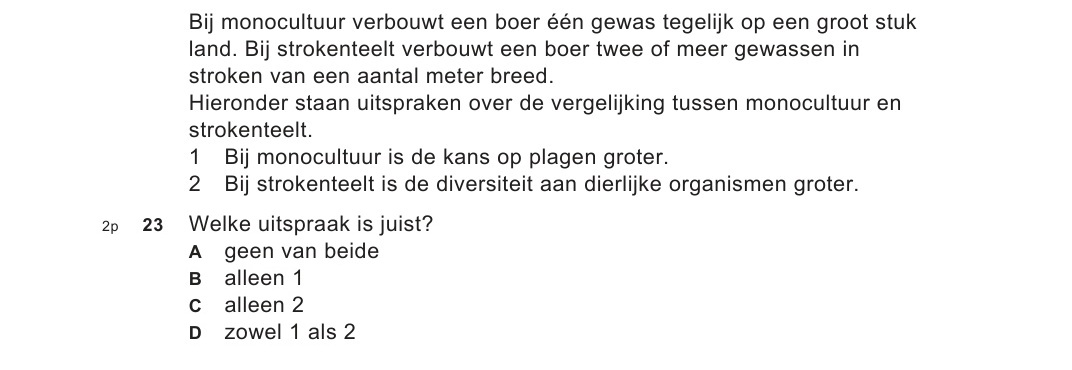 Bij monocultuur verbouwt een boer één gewas tegelijk op een groot stuk
land. Bij strokenteelt verbouwt een boer twee of meer gewassen in
stroken van een aantal meter breed.
Hieronder staan uitspraken over de vergelijking tussen monocultuur en
strokenteelt.
1 Bij monocultuur is de kans op plagen groter.
2 Bij strokenteelt is de diversiteit aan dierlijke organismen groter.
2p 23 Welke uitspraak is juist?
A geen van beide
B alleen 1
C alleen 2
D zowel 1 als 2